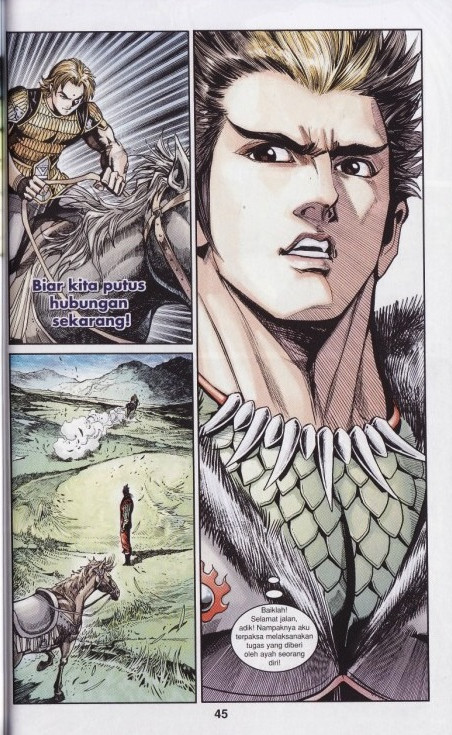 Biar kita putus
hubungan
sekarang!
Baiklah!
Selamat jalan,
adik! Nampaknya aku
terpaksa melaksanakan
tugas yang diberi
oleh ayah seorang
diri!
45